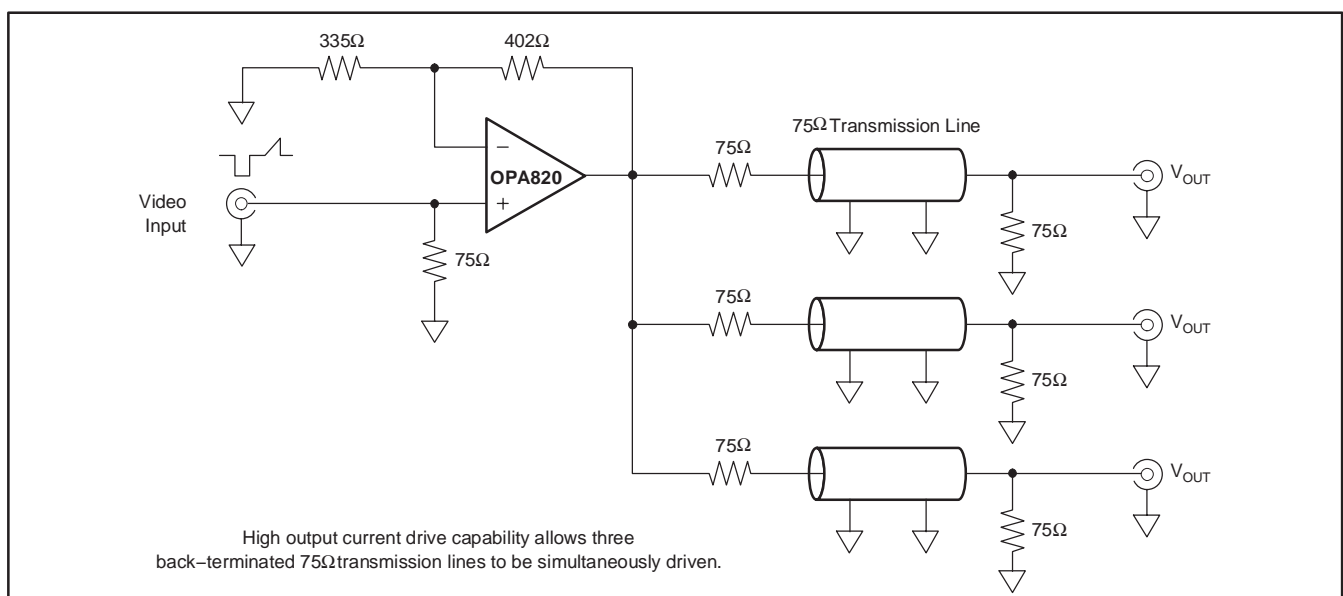 335Ω
402Ω
75Ω Transmission Line
75Ω
−
OPA820
+
Video
Input
75Ω
V_OUT
75Ω
75Ω
V_OUT
75Ω
75Ω
V_OUT
75Ω
High output current drive capability allows three
back−terminated 75Ω transmission lines to be simultaneously driven.